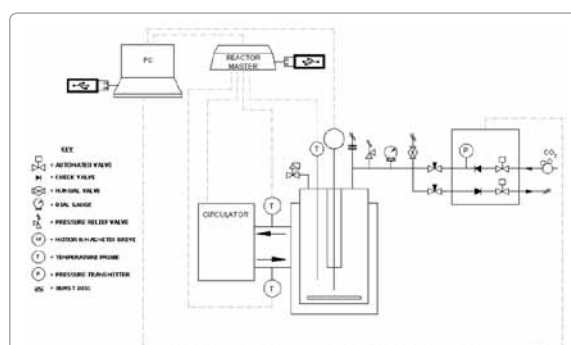 PC
REACTOR
MASTER
KEY
= AUTOMATED VALVE
= CHECK VALVE
= MANUAL VALVE
= DIAL GAUGE
= PRESSURE RELIEF VALVE
M = MOTOR & MAGNETIC DRIVE
T = TEMPERATURE PROBE
P = PRESSURE TRANSMITTER
= BURST DISC
CIRCULATOR
T
T
T
P
CO2